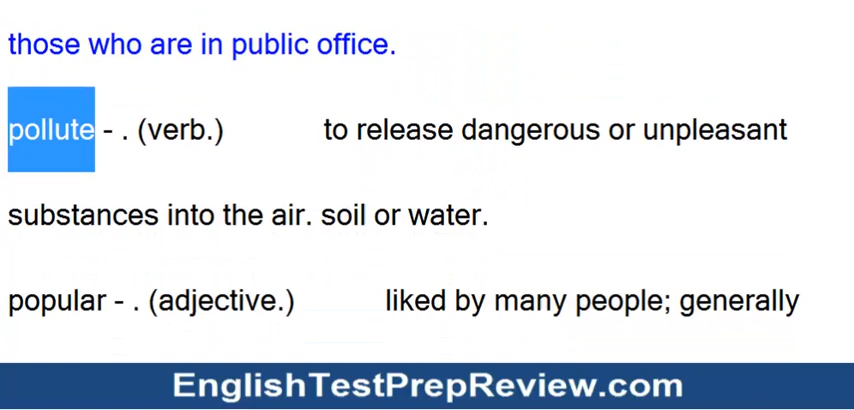 those who are in public office.
pollute - . (verb.) to release dangerous or unpleasant
substances into the air. soil or water.
popular - . (adjective.) liked by many people; generally
EnglishTestPrepReview.com